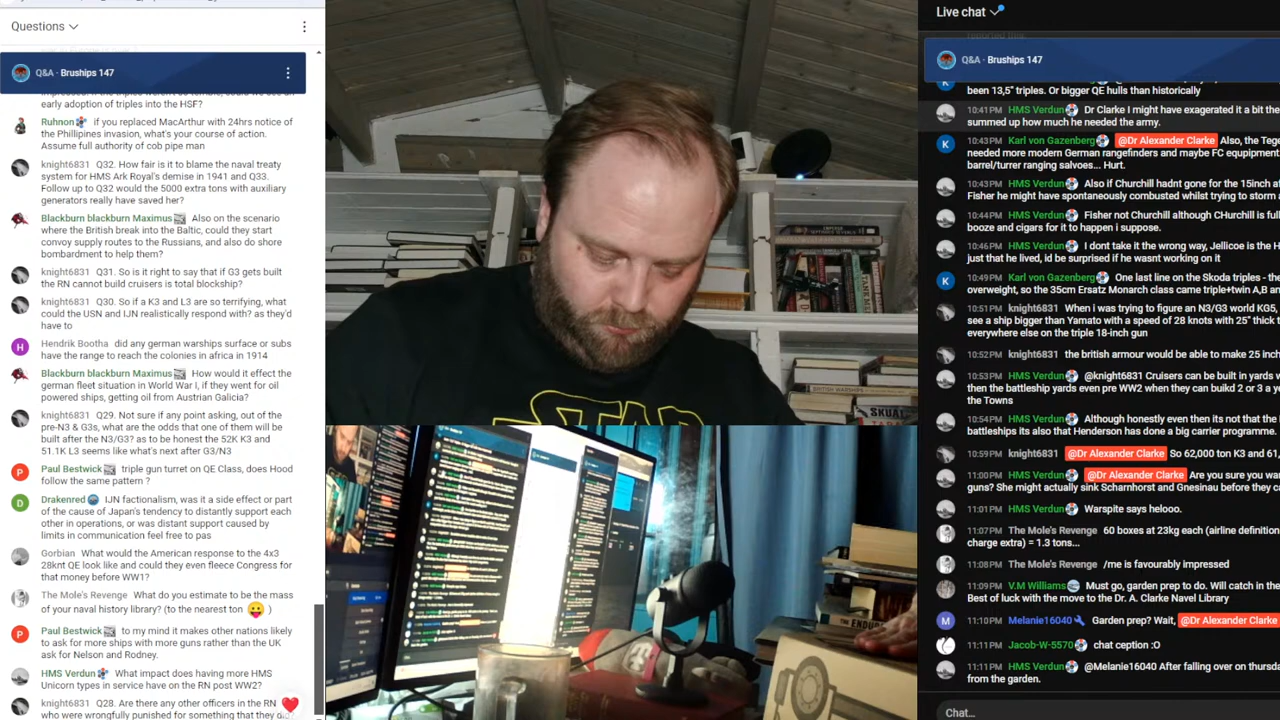 Questions
Q&A · Bruships 147
early adoption of triples into the HSF?
Ruhnon if you replaced MacArthur with 24hrs notice of
the Phillipines invasion, what's your course of action.
Assume full authority of cob pipe man
knight6831 Q32. How fair is it to blame the naval treaty
system for HMS Ark Royal's demise in 1941 and Q33.
Follow up to Q32 would the 5000 extra tons with auxiliary
generators really have saved her?
Blackburn blackburn Maximus Also on the scenario
where the British break into the Baltic, could they start
convoy supply routes to the Russians, and also do shore
bombardment to help them?
knight6831 Q31. So is it right to say that if G3 gets built
the RN cannot build cruisers is total blockship?
knight6831 Q30. So if a K3 and L3 are so terrifying, what
could the USN and IJN realistically respond with? as they'd
have to
Hendrik Bootha did any german warships surface or subs
have the range to reach the colonies in africa in 1914
Blackburn blackburn Maximus How would it effect the
german fleet situation in World War I, if they went for oil
powered ships, getting oil from Austrian Galicia?
knight6831 Q29. Not sure if any point asking, out of the
pre-N3 & G3s, what are the odds that one of them will be
built after the N3/G3? as to be honest the 52K K3 and
51.1K L3 seems like what's next after G3/N3
Paul Bestwick triple gun turret on QE Class, does Hood
follow the same pattern ?
Drakenred IJN factionalism, was it a side effect or part
of the cause of Japan's tendency to distantly support each
other in operations, or was distant support caused by
limits in communication feel free to pas
Gorbian What would the American response to the 4x3
28knt QE look like and could they even fleece Congress for
that money before WW1?
The Mole's Revenge What do you estimate to be the mass
of your naval history library? (to the nearest ton 😛 )
Paul Bestwick to my mind it makes other nations likely
to ask for more ships with more guns rather than the UK
ask for Nelson and Rodney.
HMS Verdun What impact does having more HMS
Unicorn types in service have on the RN post WW2?
knight6831 Q28. Are there any other officers in the RN
who were wrongfully punished for something that they
STAR
Live chat
Q&A · Bruships 147
been 13,5" triples. Or bigger QE hulls than historically
10:41 PM HMS Verdun Dr Clarke I might have exagerated it a bit the
summed up how much he needed the army.
10:43 PM Karl von Gazenberg @Dr Alexander Clarke Also, the Tege
needed more modern German rangefinders and maybe FC equipment
barrel/turrer ranging salvoes... Hurt.
10:43 PM HMS Verdun Also if Churchill hadnt gone for the 15inch a
Fisher he might have spontaneously combusted whilst trying to storm
10:44 PM HMS Verdun Fisher not Churchill although CHurchill is full
booze and cigars for it to happen i suppose.
10:46 PM HMS Verdun I dont take it the wrong way, Jellicoe is the H
just that he lived, id be surprised if he wasnt working on it
10:49 PM Karl von Gazenberg One last line on the Skoda triples - the
overweight, so the 35cm Ersatz Monarch class came triple+twin A,B an
10:51 PM knight6831 When i was trying to figure an N3/G3 world KG5,
see a ship bigger than Yamato with a speed of 28 knots with 25" thick
everywhere else on the triple 18-inch gun
10:52 PM knight6831 the british armour would be able to make 25 inch
10:53 PM HMS Verdun @knight6831 Cruisers can be built in yards w
then the battleship yards even pre WW2 when they can buikd 2 or 3 a ye
the Towns
10:54 PM HMS Verdun Although honestly even then its not that the
battleships its also that Henderson has done a big carrier programme.
10:59 PM knight6831 @Dr Alexander Clarke So 62,000 ton K3 and 61,
11:00 PM HMS Verdun @Dr Alexander Clarke Are you sure you wa
guns? She might actually sink Scharnhorst and Gnesinau before they c
11:01 PM HMS Verdun Warspite says helooo.
11:07 PM The Mole's Revenge 60 boxes at 23kg each (airline definition
charge extra) = 1.3 tons...
11:08 PM The Mole's Revenge /me is favourably impressed
11:09 PM V.M Williams Must go, garden prep to do. Will catch in the
Best of luck with the move to the Dr. A. Clarke Navel Library
11:10 PM Melanie16040 Garden prep? Wait, @Dr Alexander Clarke
11:11 PM Jacob-W-5570 chat ception :O
11:11 PM HMS Verdun @Melanie16040 After falling over on thursda
from the garden.
Chat...